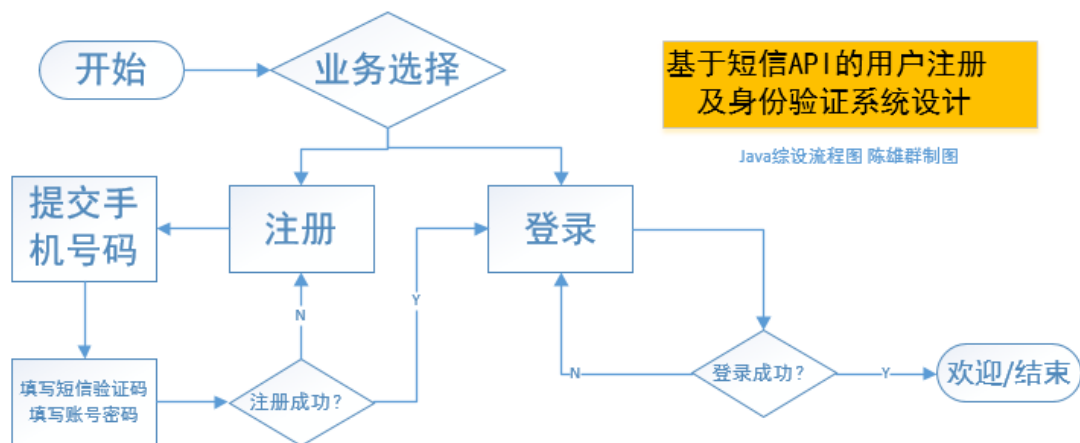 开始
业务选择
基于短信API的用户注册
及身份验证系统设计
Java综设流程图 陈雄群制图
提交手
机号码
注册
登录
N
Y
填写短信验证码
填写账号密码
注册成功？
N
登录成功？
Y
欢迎/结束